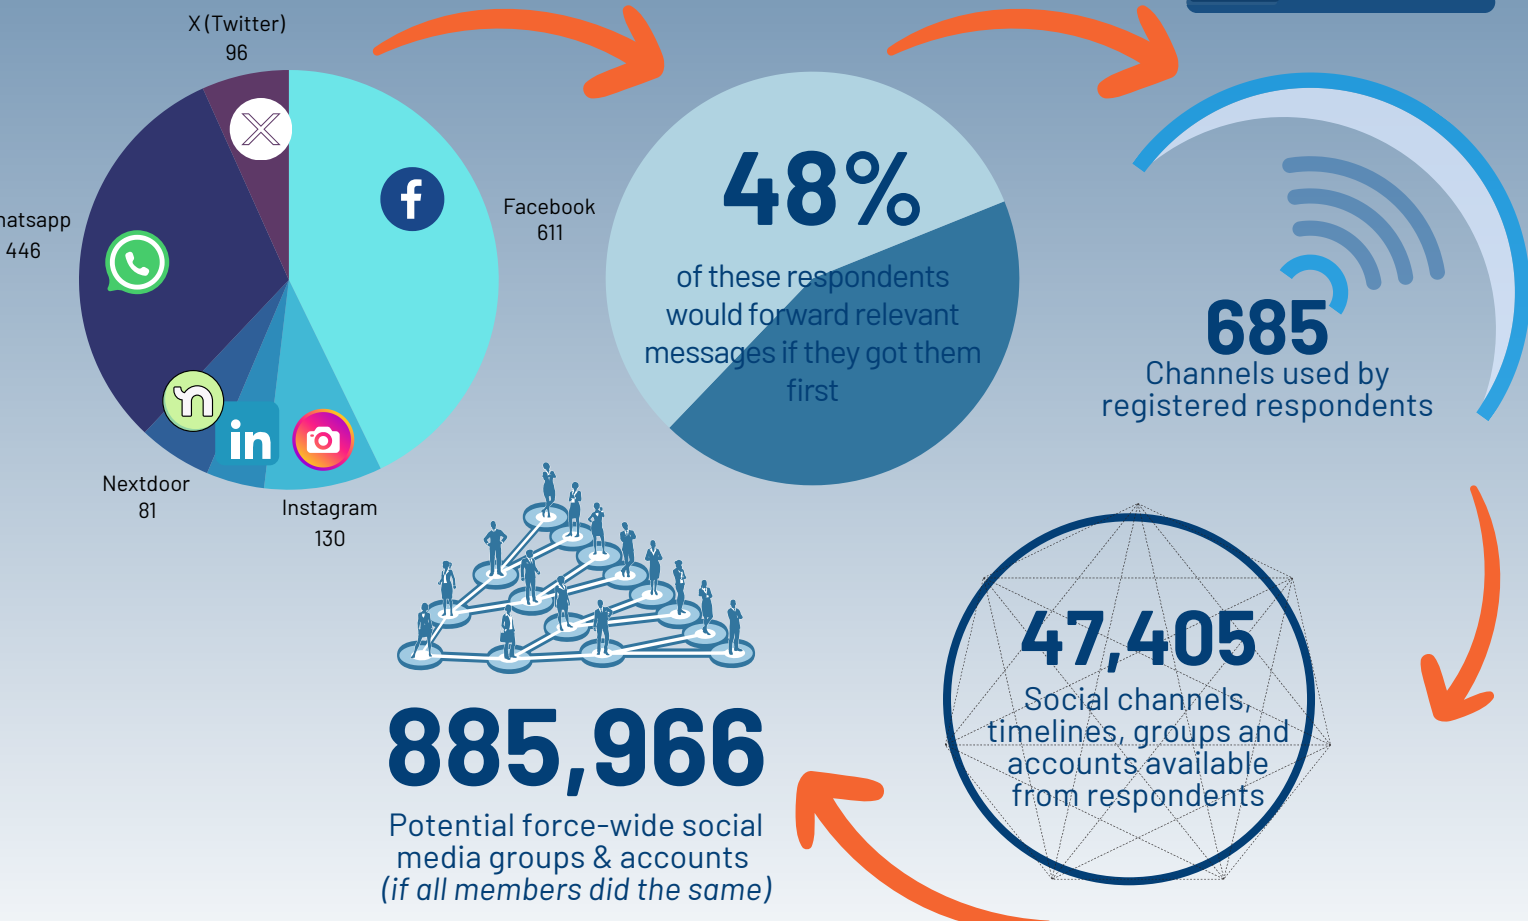 X (Twitter)
96
hatsapp
446
Facebook
611
Nextdoor
81
in
Instagram
130
48%
of these respondents
would forward relevant
messages if they got them
first
685
Channels used by
registered respondents
47,405
Social channels,
timelines, groups and
accounts available
from respondents
885,966
Potential force-wide social
media groups & accounts
(if all members did the same)